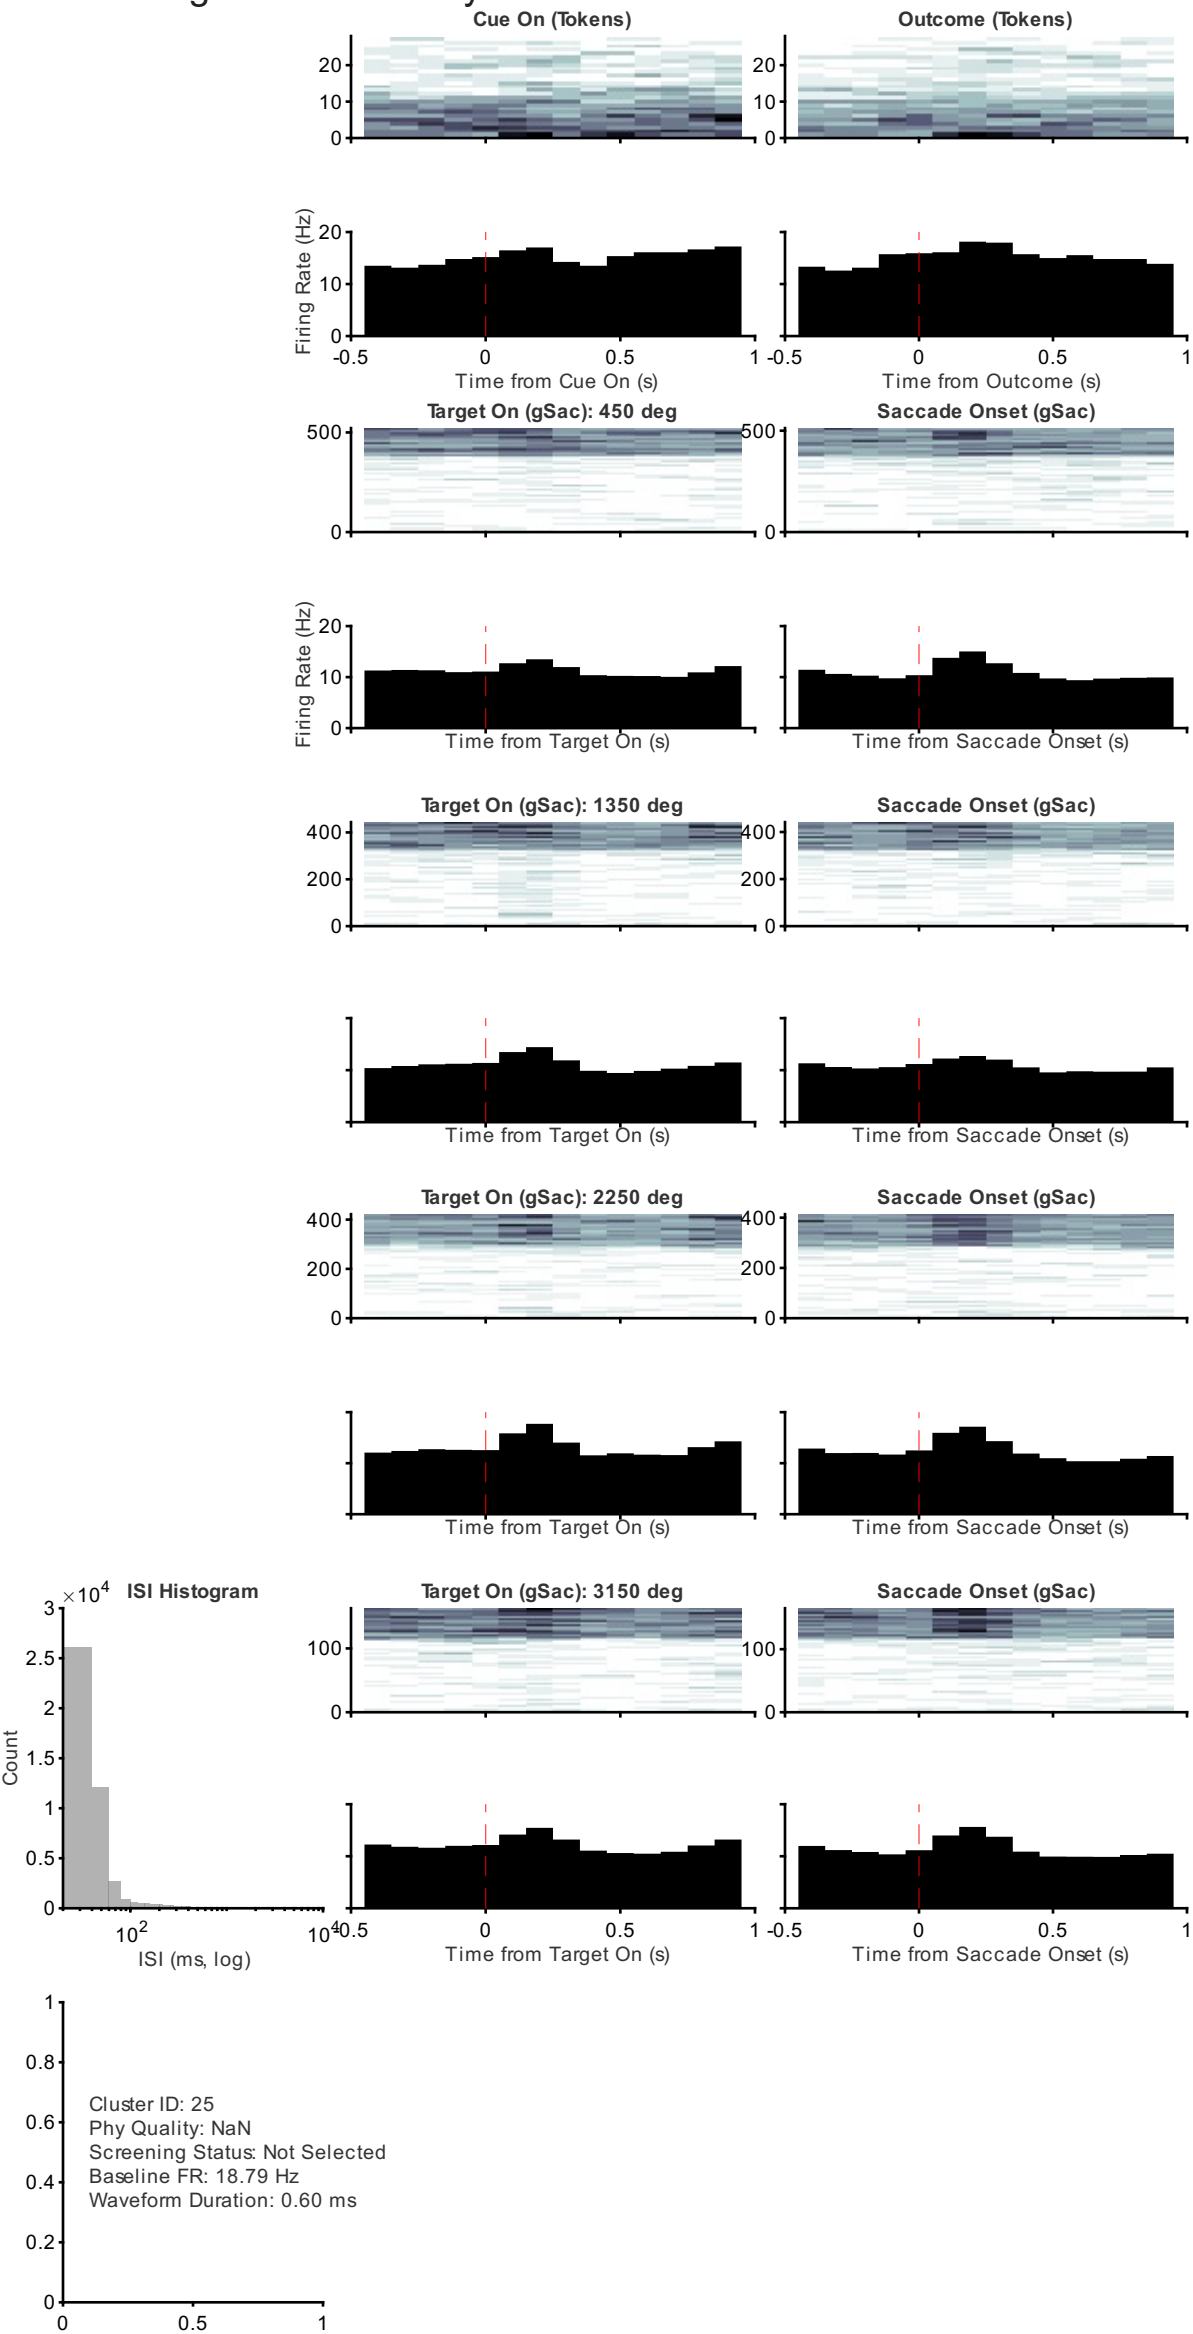 Cue On (Tokens)
Outcome (Tokens)
20
10
0
20
10
0
Firing Rate (Hz)
20
10
0
-0.5 0 0.5 1
-0.5 0 0.5 1
Time from Cue On (s)
Time from Outcome (s)
Target On (gSac): 450 deg
Saccade Onset (gSac)
500
0
500
0
Firing Rate (Hz)
20
10
0
Time from Target On (s)
Time from Saccade Onset (s)
Target On (gSac): 1350 deg
Saccade Onset (gSac)
400
200
0
400
200
0
Time from Target On (s)
Time from Saccade Onset (s)
Target On (gSac): 2250 deg
Saccade Onset (gSac)
400
200
0
400
200
0
Time from Target On (s)
Time from Saccade Onset (s)
×10⁴ ISI Histogram
Target On (gSac): 3150 deg
Saccade Onset (gSac)
3
2.5
2
1.5
1
0.5
0
Count
100
0
100
0
10² 10⁴
ISI (ms, log)
-0.5 0 0.5 1
-0.5 0 0.5 1
Time from Target On (s)
Time from Saccade Onset (s)
1
0.8
0.6
0.4
0.2
0
Cluster ID: 25
Phy Quality: NaN
Screening Status: Not Selected
Baseline FR: 18.79 Hz
Waveform Duration: 0.60 ms
0 0.5 1